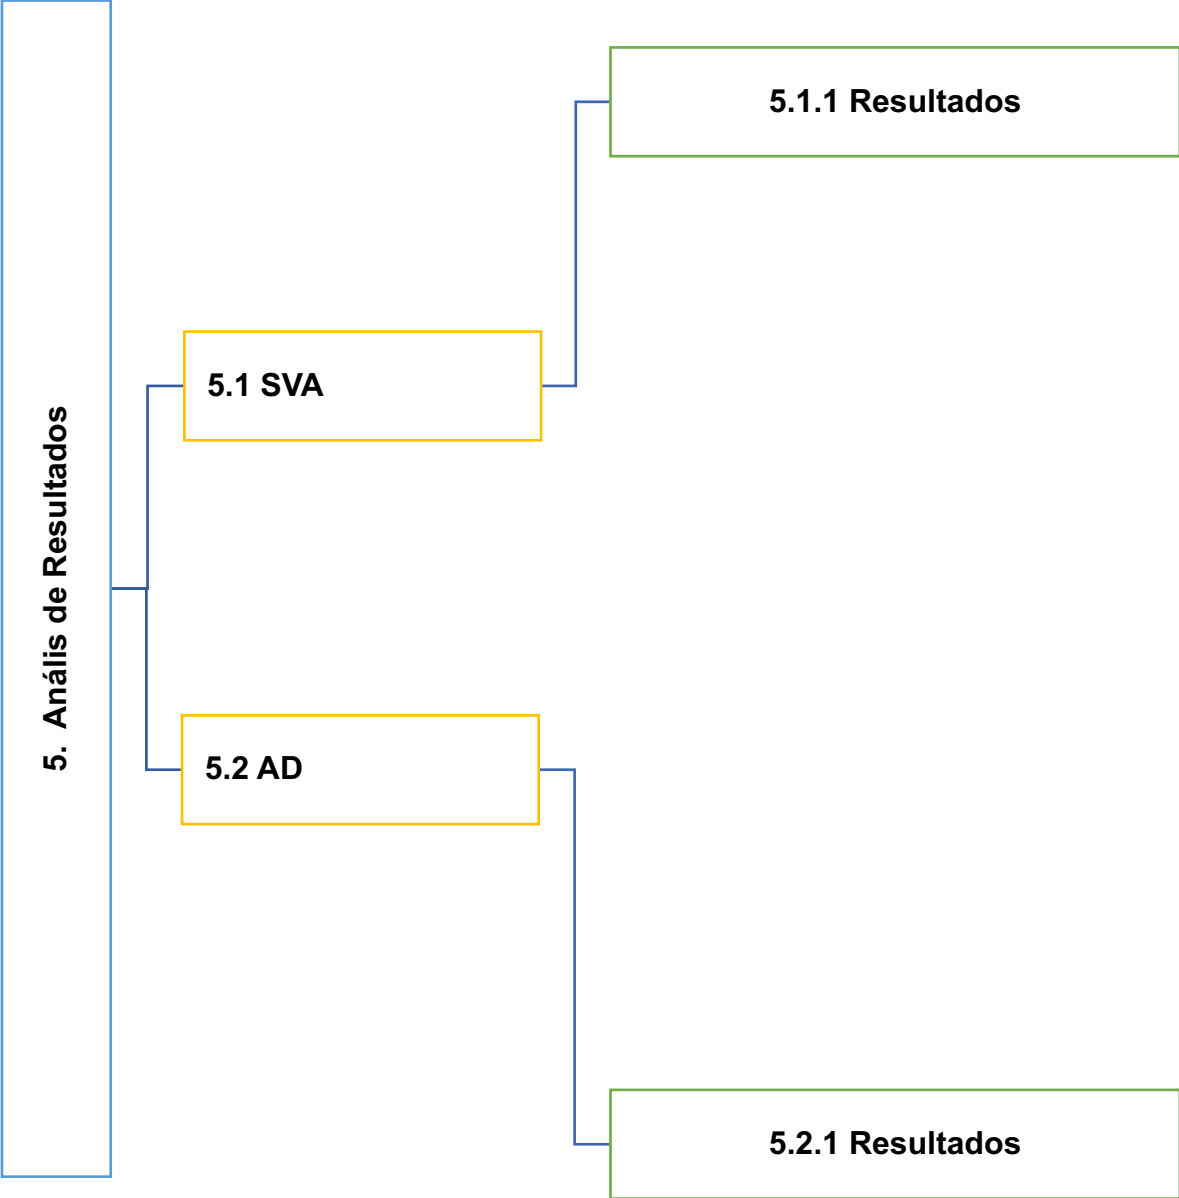 5. Anális de Resultados
5.1 SVA
5.1.1 Resultados
5.2 AD
5.2.1 Resultados